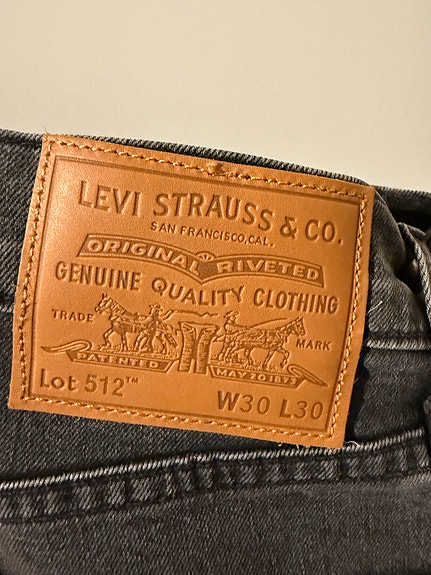 LEVI STRAUSS & CO.
SAN FRANCISCO, CAL.
ORIGINAL RIVETED
GENUINE QUALITY CLOTHING
TRADE MARK
PATENTED MAY 20 1873
Lot 512™ W30 L30